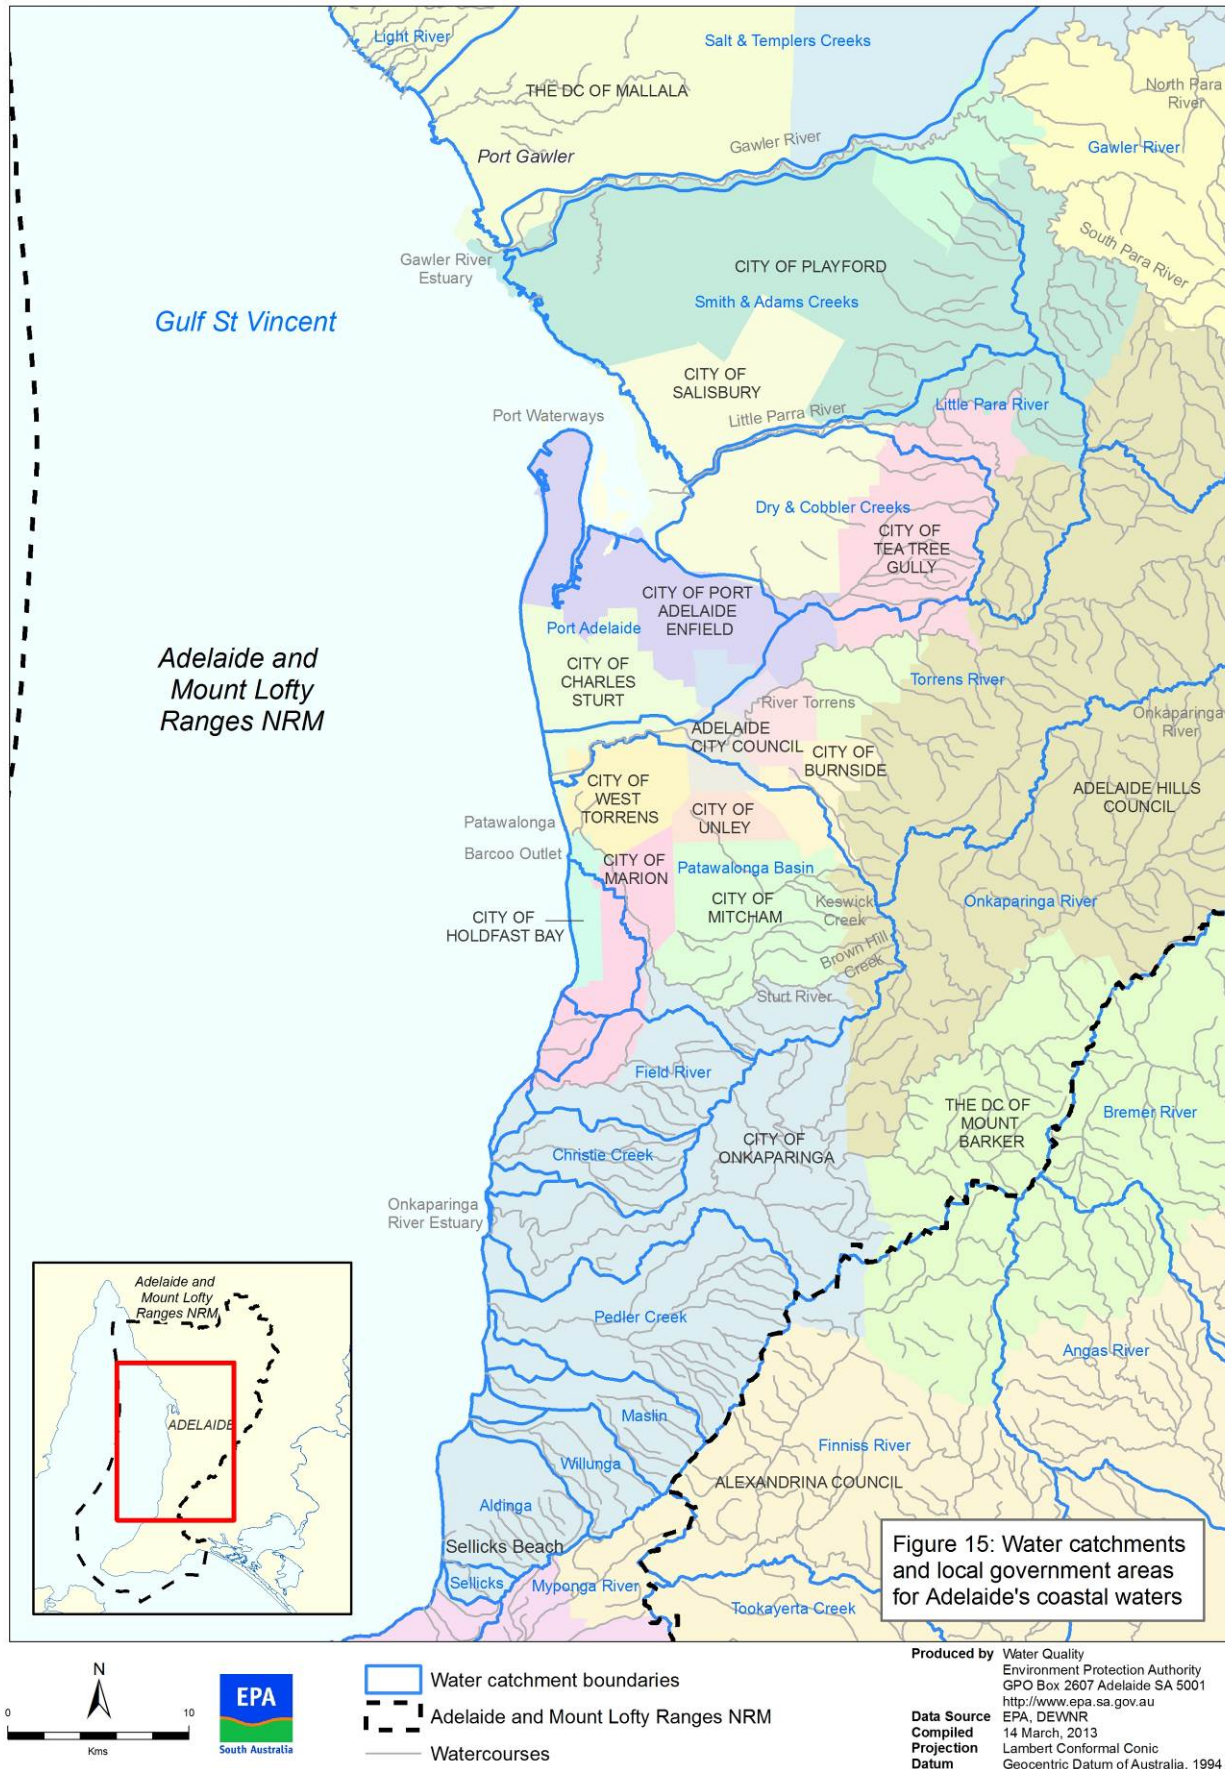 Light River
Salt & Templers Creeks
THE DC OF MALLALA
North Para
River
Gawler River
Gawler River
Port Gawler
South Para River
Gawler River
Estuary
CITY OF PLAYFORD
Smith & Adams Creeks
Gulf St Vincent
CITY OF
SALISBURY
Little Parra River
Little Para River
Port Waterways
Dry & Cobbler Creeks
CITY OF
TEA TREE
GULLY
CITY OF PORT
ADELAIDE
ENFIELD
Port Adelaide
Adelaide and
Mount Lofty
Ranges NRM
CITY OF
CHARLES
STURT
Torrens River
River Torrens
Onkaparinga
River
ADELAIDE
CITY COUNCIL
CITY OF
BURNSIDE
CITY OF
WEST
TORRENS
ADELAIDE HILLS
COUNCIL
CITY OF
UNLEY
Patawalonga
Barcoo Outlet
CITY OF
MARION
Patawalonga Basin
CITY OF
MITCHAM
Keswick
Creek
Onkaparinga River
CITY OF
HOLDFAST BAY
Brown Hill
Creek
Sturt River
Field River
THE DC OF
MOUNT
BARKER
Bremer River
CITY OF
ONKAPARINGA
Christie Creek
Onkaparinga
River Estuary
Pedler Creek
Angas River
Maslin
Finniss River
Willunga
ALEXANDRINA COUNCIL
Aldinga
Sellicks Beach
Sellicks
Myponga River
Tookayerta Creek
Adelaide and
Mount Lofty
Ranges NRM
ADELAIDE
Figure 15: Water catchments
and local government areas
for Adelaide's coastal waters
N
0 10
Kms
EPA
South Australia
Water catchment boundaries
Adelaide and Mount Lofty Ranges NRM
Watercourses
Produced by Water Quality
Environment Protection Authority
GPO Box 2607 Adelaide SA 5001
http://www.epa.sa.gov.au
Data Source EPA, DEWNR
Compiled 14 March, 2013
Projection Lambert Conformal Conic
Datum Geocentric Datum of Australia, 1994